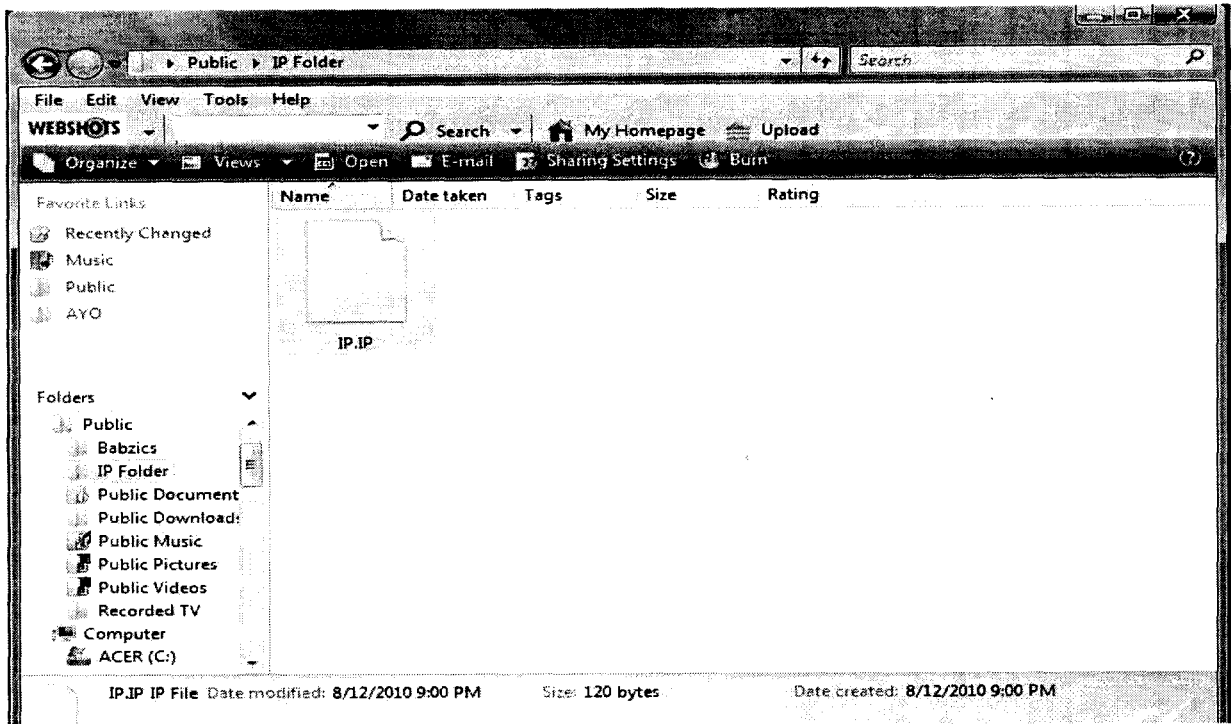 Public ▸ IP Folder
Search
File Edit View Tools Help
WEBSHOTS Search My Homepage Upload
Organize Views Open E-mail Sharing Settings Burn
Name Date taken Tags Size Rating
Favorite Links
Recently Changed
Music
Public
AYO
IP.IP
Folders
Public
Babzics
IP Folder
Public Document
Public Downloads
Public Music
Public Pictures
Public Videos
Recorded TV
Computer
ACER (C:)
IP.IP IP File Date modified: 8/12/2010 9:00 PM Size: 120 bytes Date created: 8/12/2010 9:00 PM